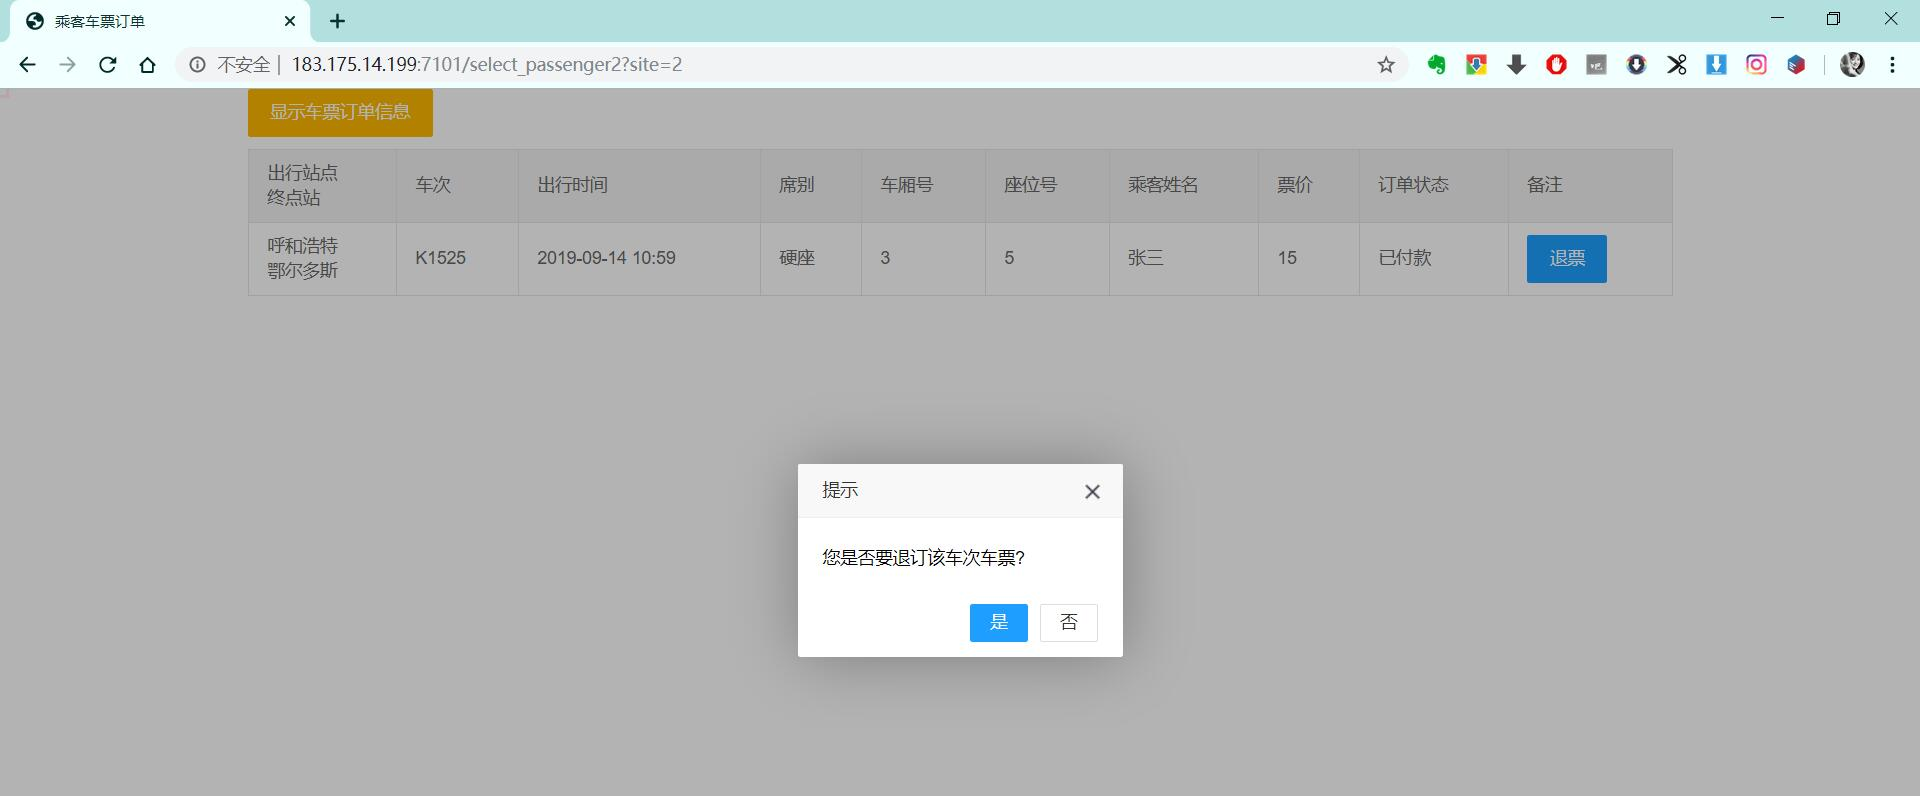 乘客车票订单
不安全 | 183.175.14.199:7101/select_passenger2?site=2
显示车票订单信息
出行站点
终点站
车次
出行时间
席别
车厢号
座位号
乘客姓名
票价
订单状态
备注
呼和浩特
鄂尔多斯
K1525
2019-09-14 10:59
硬座
3
5
张三
15
已付款
退票
提示
您是否要退订该车次车票?
是
否